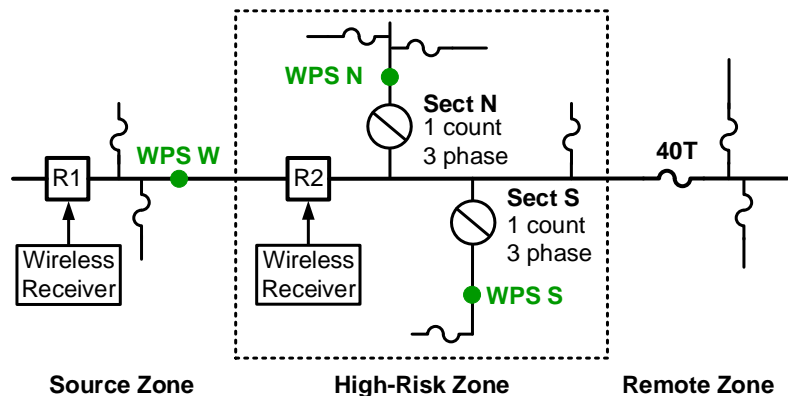 WPS N
Sect N
1 count
3 phase
WPS W
40T
R1
R2
Sect S
1 count
3 phase
Wireless
Receiver
Wireless
Receiver
WPS S
Source Zone
High-Risk Zone
Remote Zone